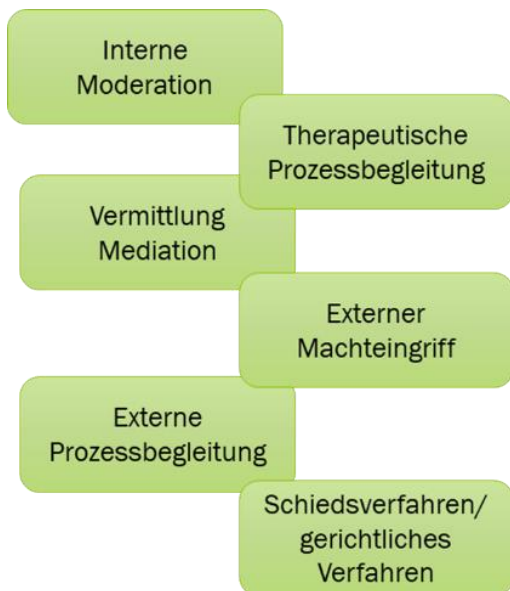 Interne
Moderation
Therapeutische
Prozessbegleitung
Vermittlung
Mediation
Externer
Machteingriff
Externe
Prozessbegleitung
Schiedsverfahren/
gerichtliches
Verfahren